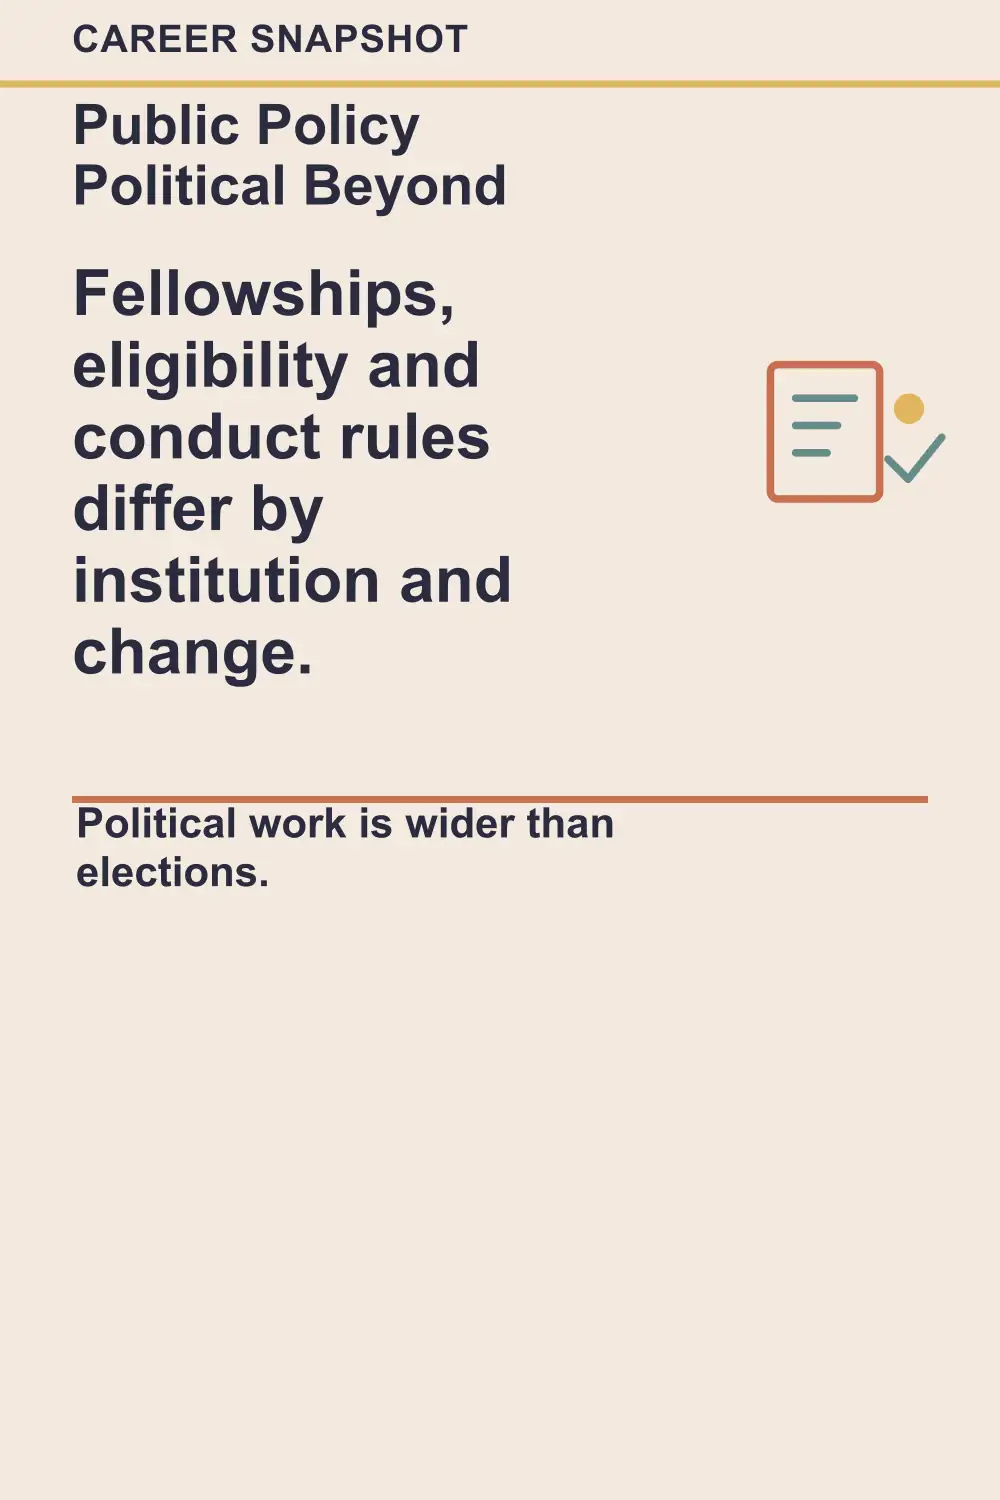 CAREER SNAPSHOT
Public Policy
Political Beyond
Fellowships,
eligibility and
conduct rules
differ by
institution and
change.
Political work is wider than
elections.